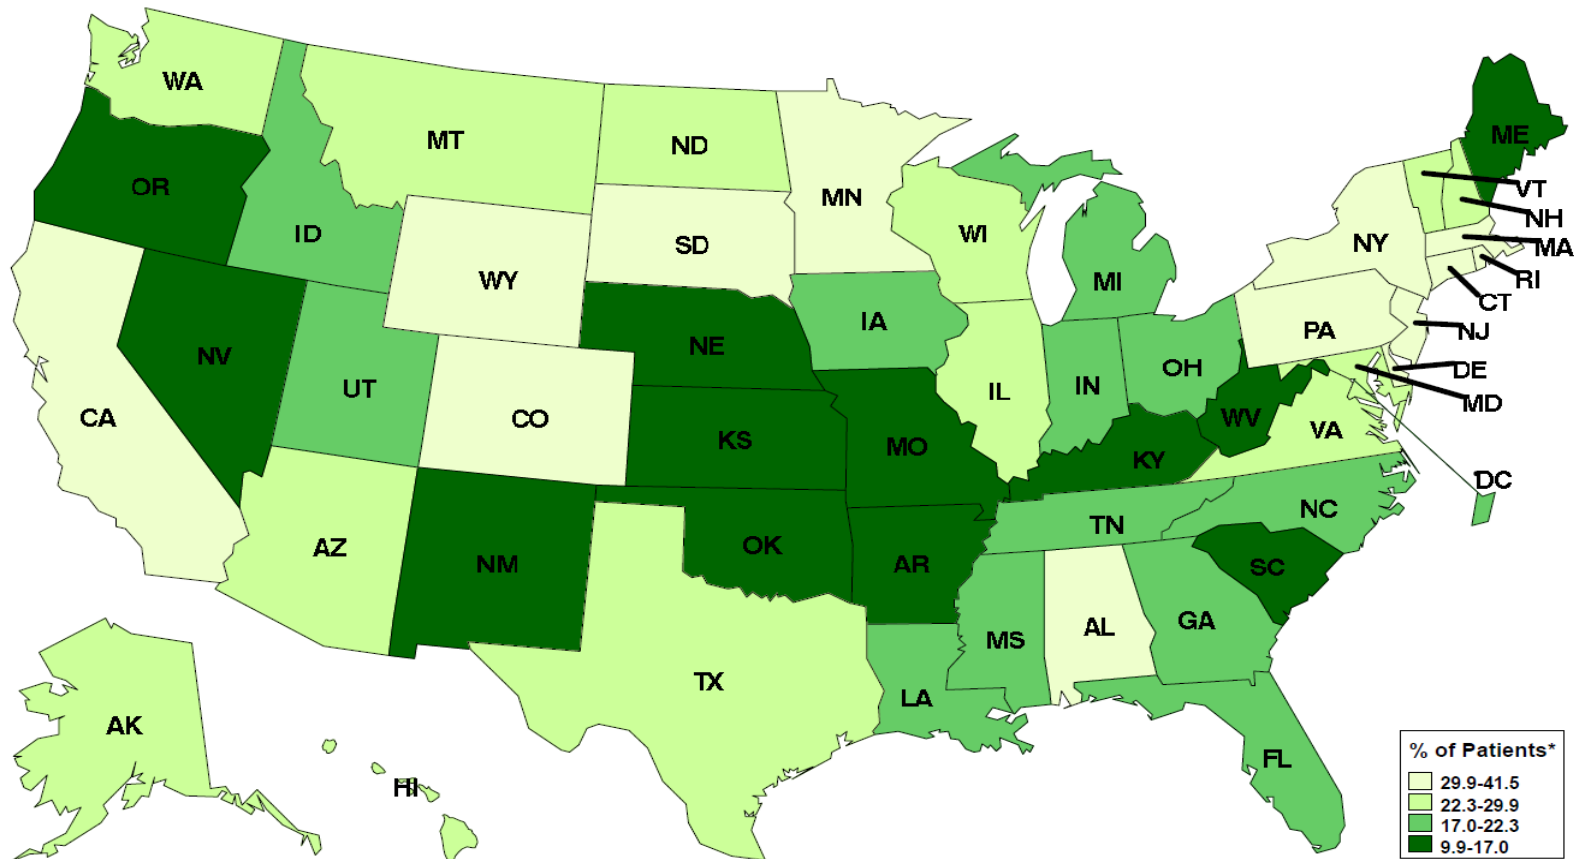 WA
MT
ND
MN
ME
OR
ID
WY
SD
WI
MI
NY
VT
NH
MA
RI
CT
NJ
PA
DE
MD
NV
UT
CO
NE
IA
IL
IN
OH
WV
VA
DC
CA
KS
MO
KY
AZ
NM
OK
AR
TN
NC
SC
MS
AL
GA
TX
LA
FL
AK
HI
% of Patients*
29.9-41.5
22.3-29.9
17.0-22.3
9.9-17.0